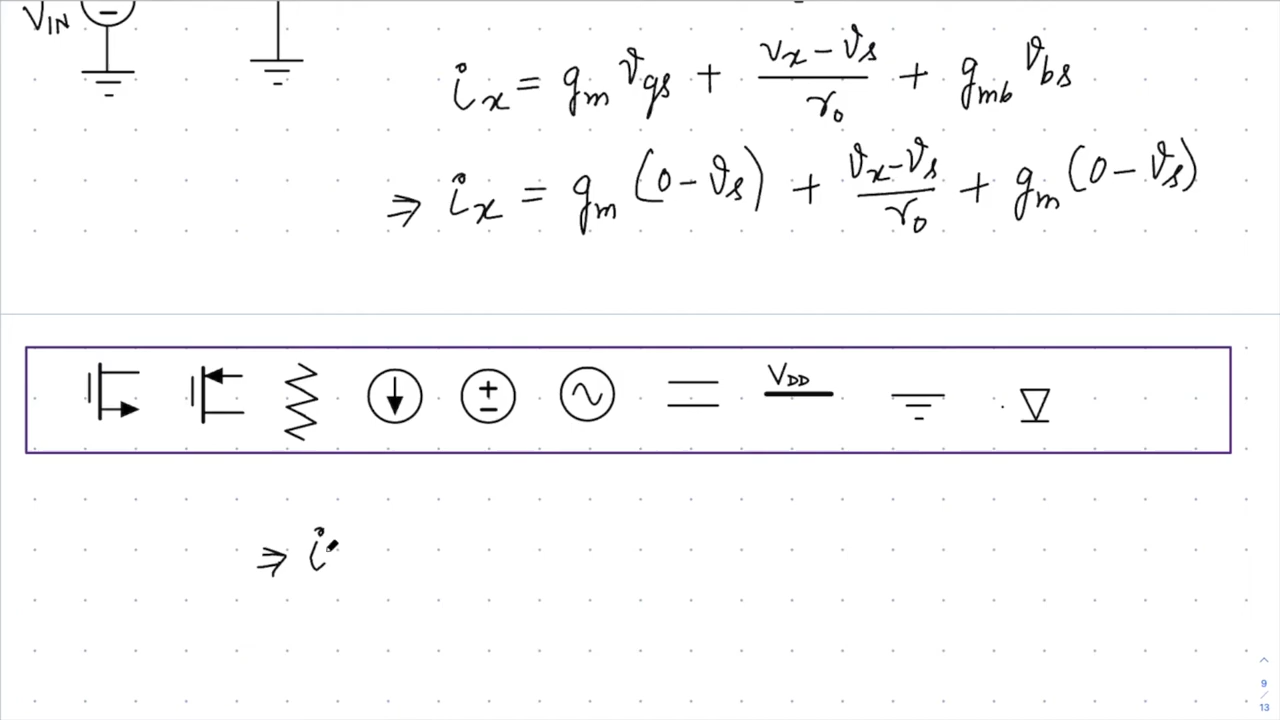 V_IN
i_x = g_m v_gs + (v_x − v_s)/r_o + g_mb v_bs
⇒ i_x = g_m (0 − v_s) + (v_x − v_s)/r_o + g_m (0 − v_s)
V_DD
⇒ i
9
/
13